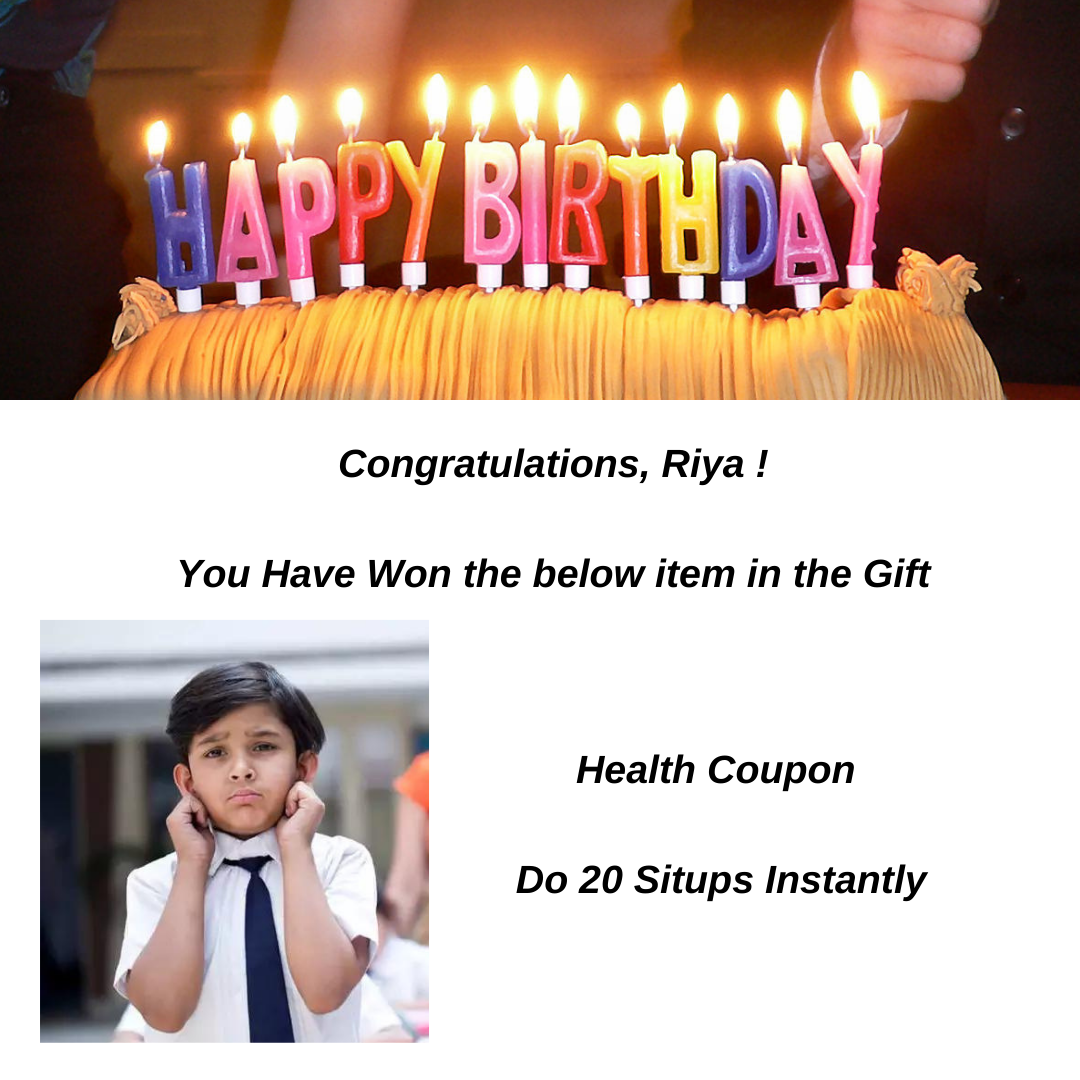 HAPPY BIRTHDAY
Congratulations, Riya !
You Have Won the below item in the Gift
Health Coupon
Do 20 Situps Instantly